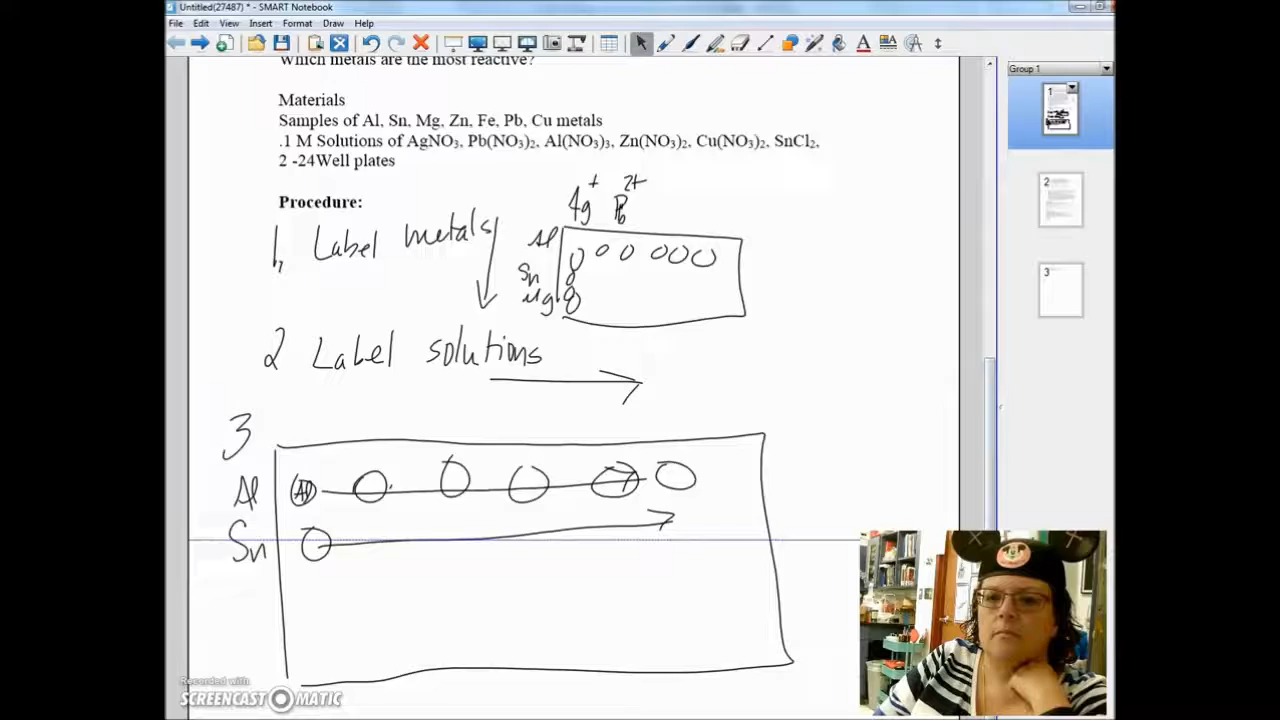 Untitled(27487) * - SMART Notebook
File Edit View Insert Format Draw Help
Group 1
1
2
3
Which metals are the most reactive?
Materials
Samples of Al, Sn, Mg, Zn, Fe, Pb, Cu metals
.1 M Solutions of AgNO₃, Pb(NO₃)₂, Al(NO₃)₃, Zn(NO₃)₂, Cu(NO₃)₂, SnCl₂,
2 -24Well plates
Procedure:
Ag⁺ Pb²⁺
1, Label metals
Al
Sn
Mg
2 Label solutions
3
Al Al
Sn
Recorded with
SCREENCAST MATIC